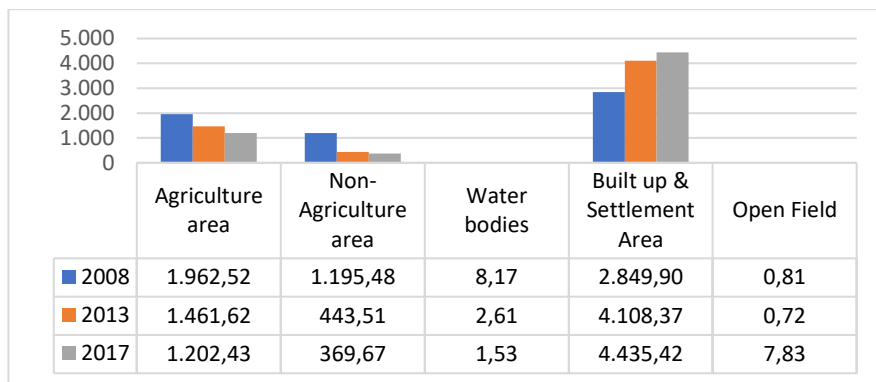 5.000
4.000
3.000
2.000
1.000
0
Agriculture area
Non-Agriculture area
Water bodies
Built up & Settlement Area
Open Field
2008 1.962,52 1.195,48 8,17 2.849,90 0,81
2013 1.461,62 443,51 2,61 4.108,37 0,72
2017 1.202,43 369,67 1,53 4.435,42 7,83